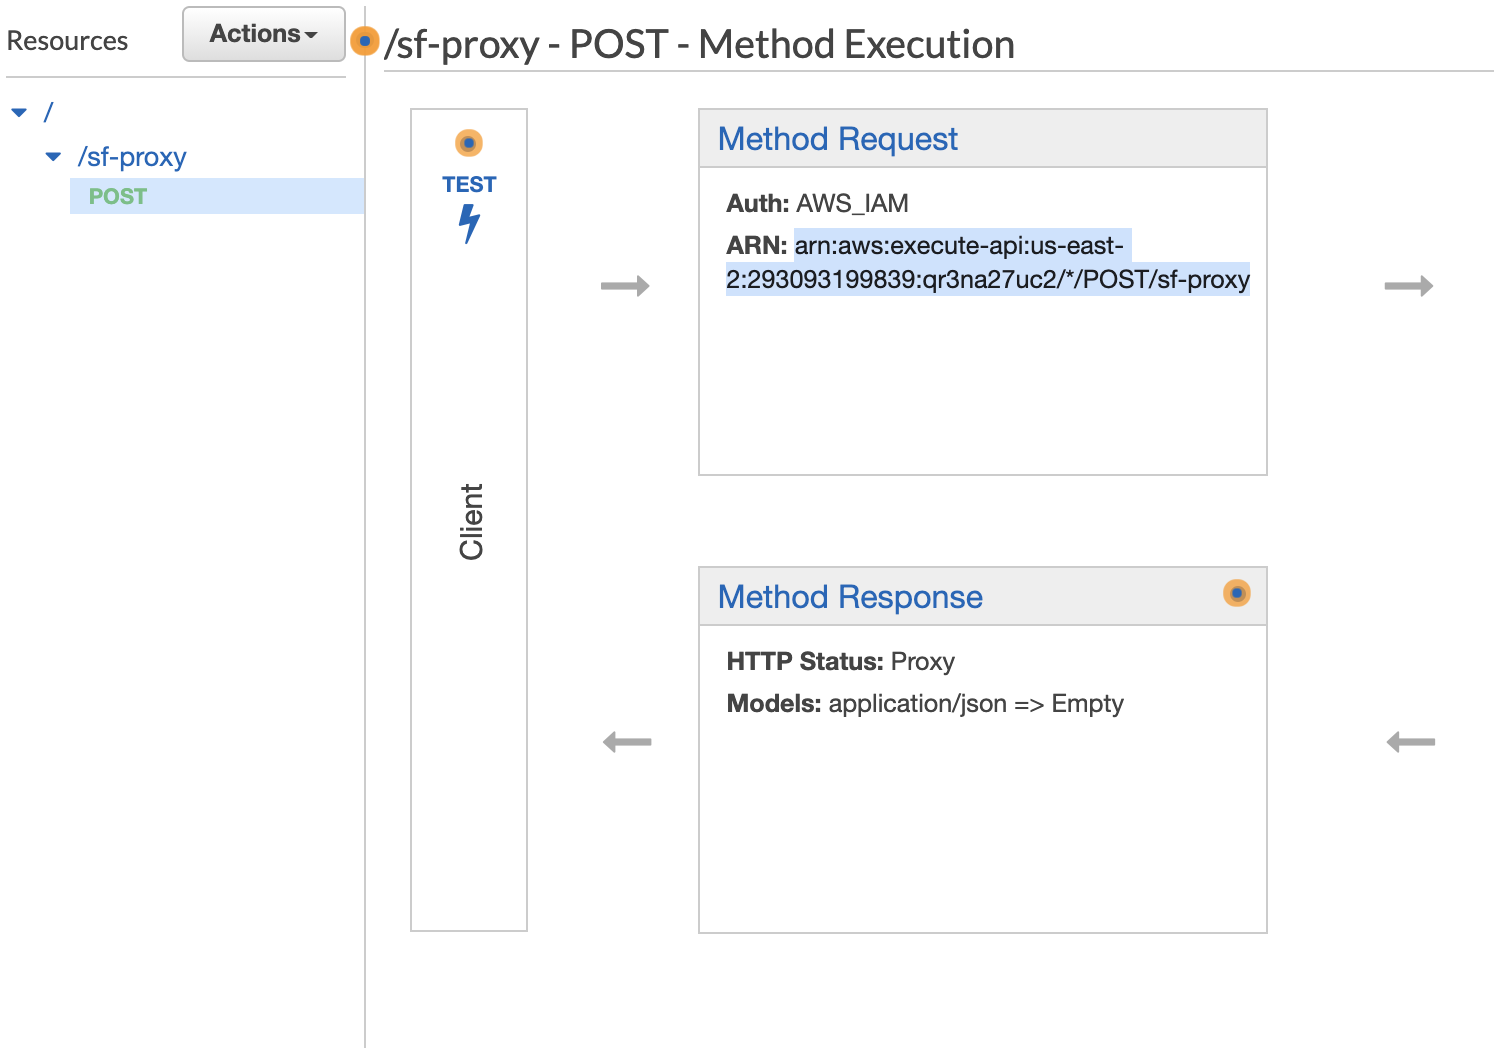 Resources
Actions
/sf-proxy - POST - Method Execution
/
/sf-proxy
POST
TEST
Client
Method Request
Auth: AWS_IAM
ARN: arn:aws:execute-api:us-east-
2:293093199839:qr3na27uc2/*/POST/sf-proxy
Method Response
HTTP Status: Proxy
Models: application/json => Empty